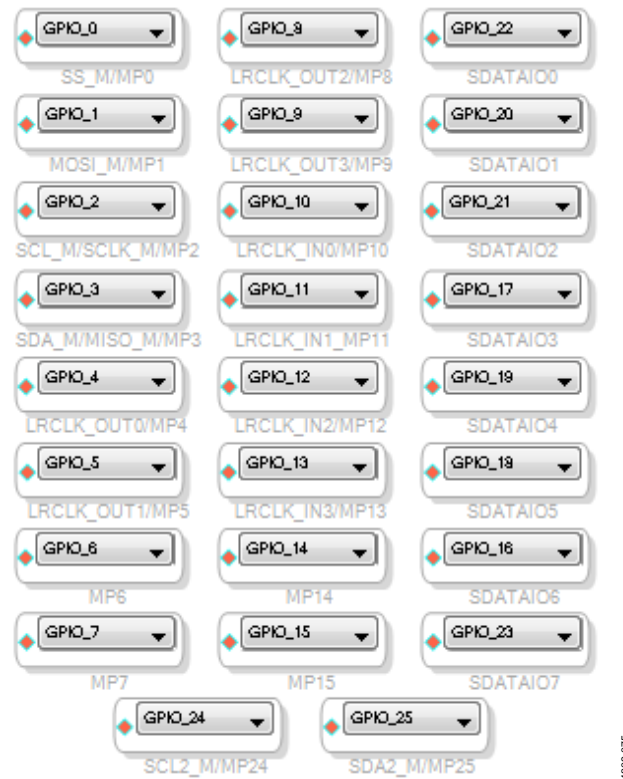 GPIO_0 GPIO_8 GPIO_22
SS_M/MP0 LRCLK_OUT2/MP8 SDATAIO0
GPIO_1 GPIO_9 GPIO_20
MOSI_M/MP1 LRCLK_OUT3/MP9 SDATAIO1
GPIO_2 GPIO_10 GPIO_21
SCL_M/SCLK_M/MP2 LRCLK_IN0/MP10 SDATAIO2
GPIO_3 GPIO_11 GPIO_17
SDA_M/MISO_M/MP3 LRCLK_IN1_MP11 SDATAIO3
GPIO_4 GPIO_12 GPIO_19
LRCLK_OUT0/MP4 LRCLK_IN2/MP12 SDATAIO4
GPIO_5 GPIO_13 GPIO_18
LRCLK_OUT1/MP5 LRCLK_IN3/MP13 SDATAIO5
GPIO_6 GPIO_14 GPIO_16
MP6 MP14 SDATAIO6
GPIO_7 GPIO_15 GPIO_23
MP7 MP15 SDATAIO7
GPIO_24 GPIO_25
SCL2_M/MP24 SDA2_M/MP25